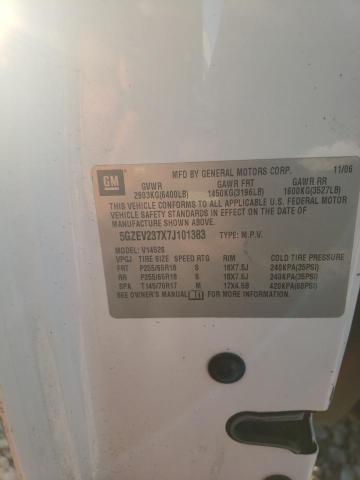 GM
MFD BY GENERAL MOTORS CORP. 11/06
GVWR GAWR FRT GAWR RR
2903KG(6400LB) 1450KG(3196LB) 1600KG(3527LB)
THIS VEHICLE CONFORMS TO ALL APPLICABLE U.S. FEDERAL MOTOR
VEHICLE SAFETY STANDARDS IN EFFECT ON THE DATE OF
MANUFACTURE SHOWN ABOVE.
5GZEV237X7J101383 TYPE: M.P.V.
MODEL: V14526
VPGJ TIRE SIZE SPEED RTG RIM COLD TIRE PRESSURE
FRT P255/65R18 S 18X7.5J 240KPA(35PSI)
RR P255/65R18 S 18X7.5J 240KPA(35PSI)
SPA T145/70R17 M 17X4.5B 420KPA(60PSI)
SEE OWNER'S MANUAL FOR MORE INFORMATION.